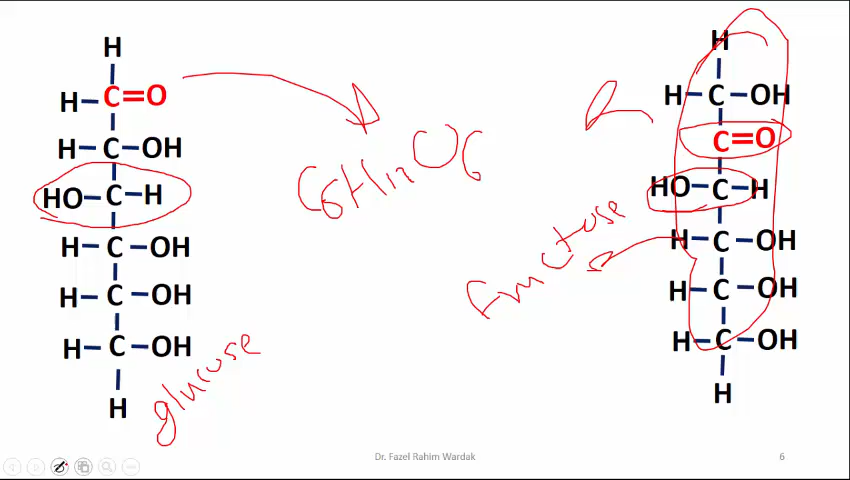 H
H–C=O
H–C–OH
HO–C–H
H–C–OH
H–C–OH
H–C–OH
H
glucose
C6H12O6
fructose
H
H–C–OH
C=O
HO–C–H
H–C–OH
H–C–OH
H–C–OH
H
Dr. Fazel Rahim Wardak
6